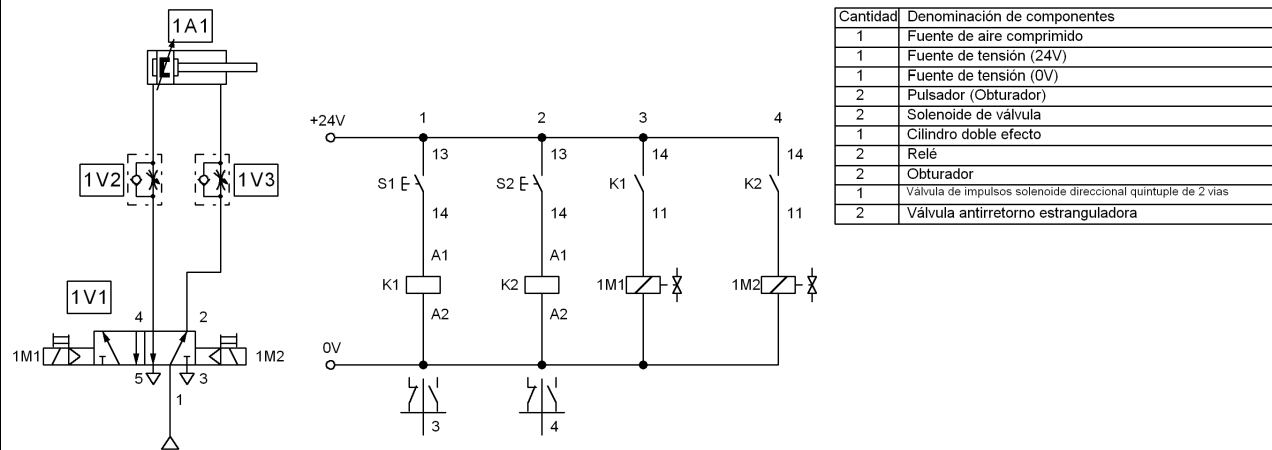 1A1
1V2
1V3
1V1
4
2
1M1
1M2
5
3
1
+24V
1
2
3
4
13
13
14
14
S1
S2
K1
K2
14
14
11
11
A1
A1
K1
K2
1M1
1M2
A2
A2
0V
3
4
Cantidad Denominación de componentes
1 Fuente de aire comprimido
1 Fuente de tensión (24V)
1 Fuente de tensión (0V)
2 Pulsador (Obturador)
2 Solenoide de válvula
1 Cilindro doble efecto
2 Relé
2 Obturador
1 Válvula de impulsos solenoide direccional quintuple de 2 vias
2 Válvula antirretorno estranguladora